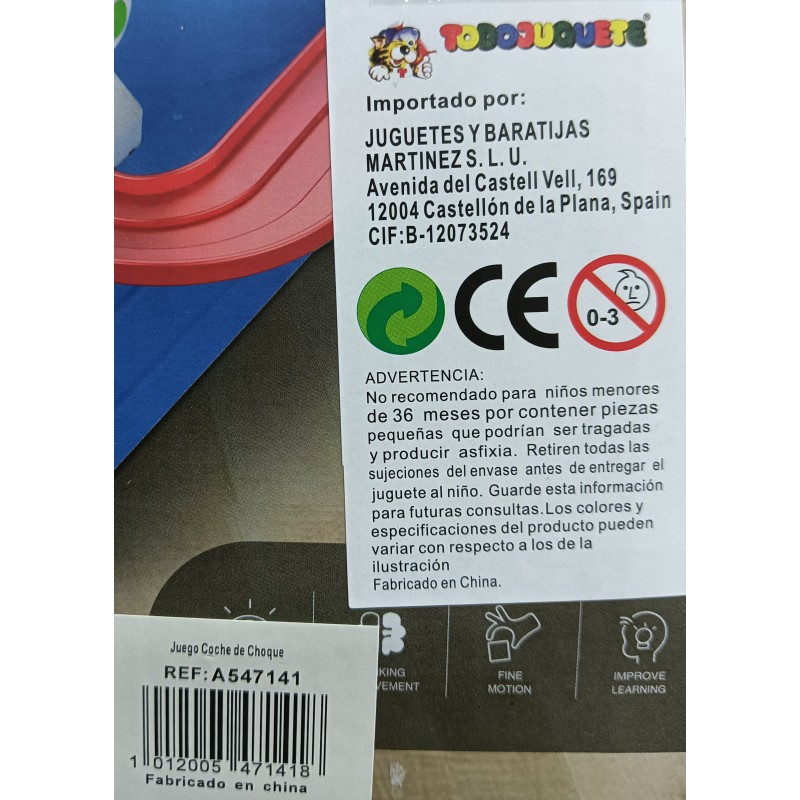 TODOJUGUETE®
Importado por:
JUGUETES Y BARATIJAS
MARTINEZ S. L. U.
Avenida del Castell Vell, 169
12004 Castellón de la Plana, Spain
CIF:B-12073524
CE
0-3
ADVERTENCIA:
No recomendado para niños menores
de 36 meses por contener piezas
pequeñas que podrían ser tragadas
y producir asfixia. Retiren todas las
sujeciones del envase antes de entregar el
juguete al niño. Guarde esta información
para futuras consultas.Los colores y
especificaciones del producto pueden
variar con respecto a los de la
ilustración
Fabricado en China.
FINE
MOTION
IMPROVE
LEARNING
Juego Coche de Choque
REF:A547141
1 012005 471418
Fabricado en china